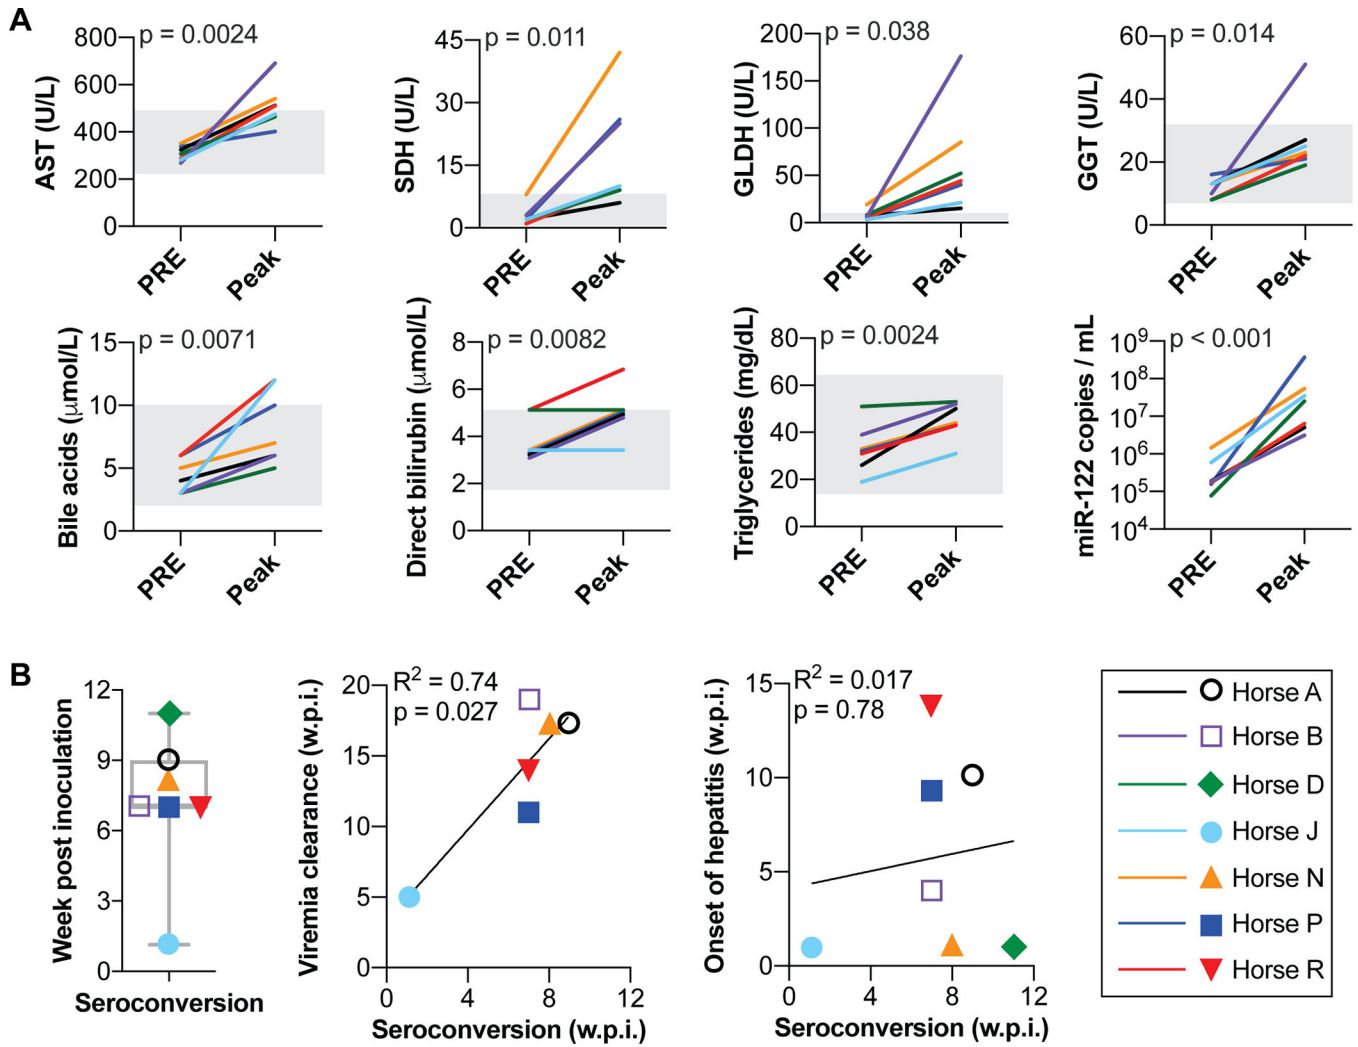 A
AST (U/L)
800
600
400
200
0
p = 0.0024
PRE
Peak
SDH (U/L)
45
30
15
0
p = 0.011
PRE
Peak
GLDH (U/L)
200
150
100
50
0
p = 0.038
PRE
Peak
GGT (U/L)
60
40
20
0
p = 0.014
PRE
Peak
Bile acids (μmol/L)
15
10
5
0
p = 0.0071
PRE
Peak
Direct bilirubin (μmol/L)
8
6
4
2
0
p = 0.0082
PRE
Peak
Triglycerides (mg/dL)
80
60
40
20
0
p = 0.0024
PRE
Peak
miR-122 copies / mL
10⁹
10⁸
10⁷
10⁶
10⁵
10⁴
p < 0.001
PRE
Peak
B
Week post inoculation
12
9
6
3
0
Seroconversion
Viremia clearance (w.p.i.)
20
15
10
5
0
R² = 0.74
p = 0.027
0
4
8
12
Seroconversion (w.p.i.)
Onset of hepatitis (w.p.i.)
15
10
5
0
R² = 0.017
p = 0.78
0
4
8
12
Seroconversion (w.p.i.)
Horse A
Horse B
Horse D
Horse J
Horse N
Horse P
Horse R